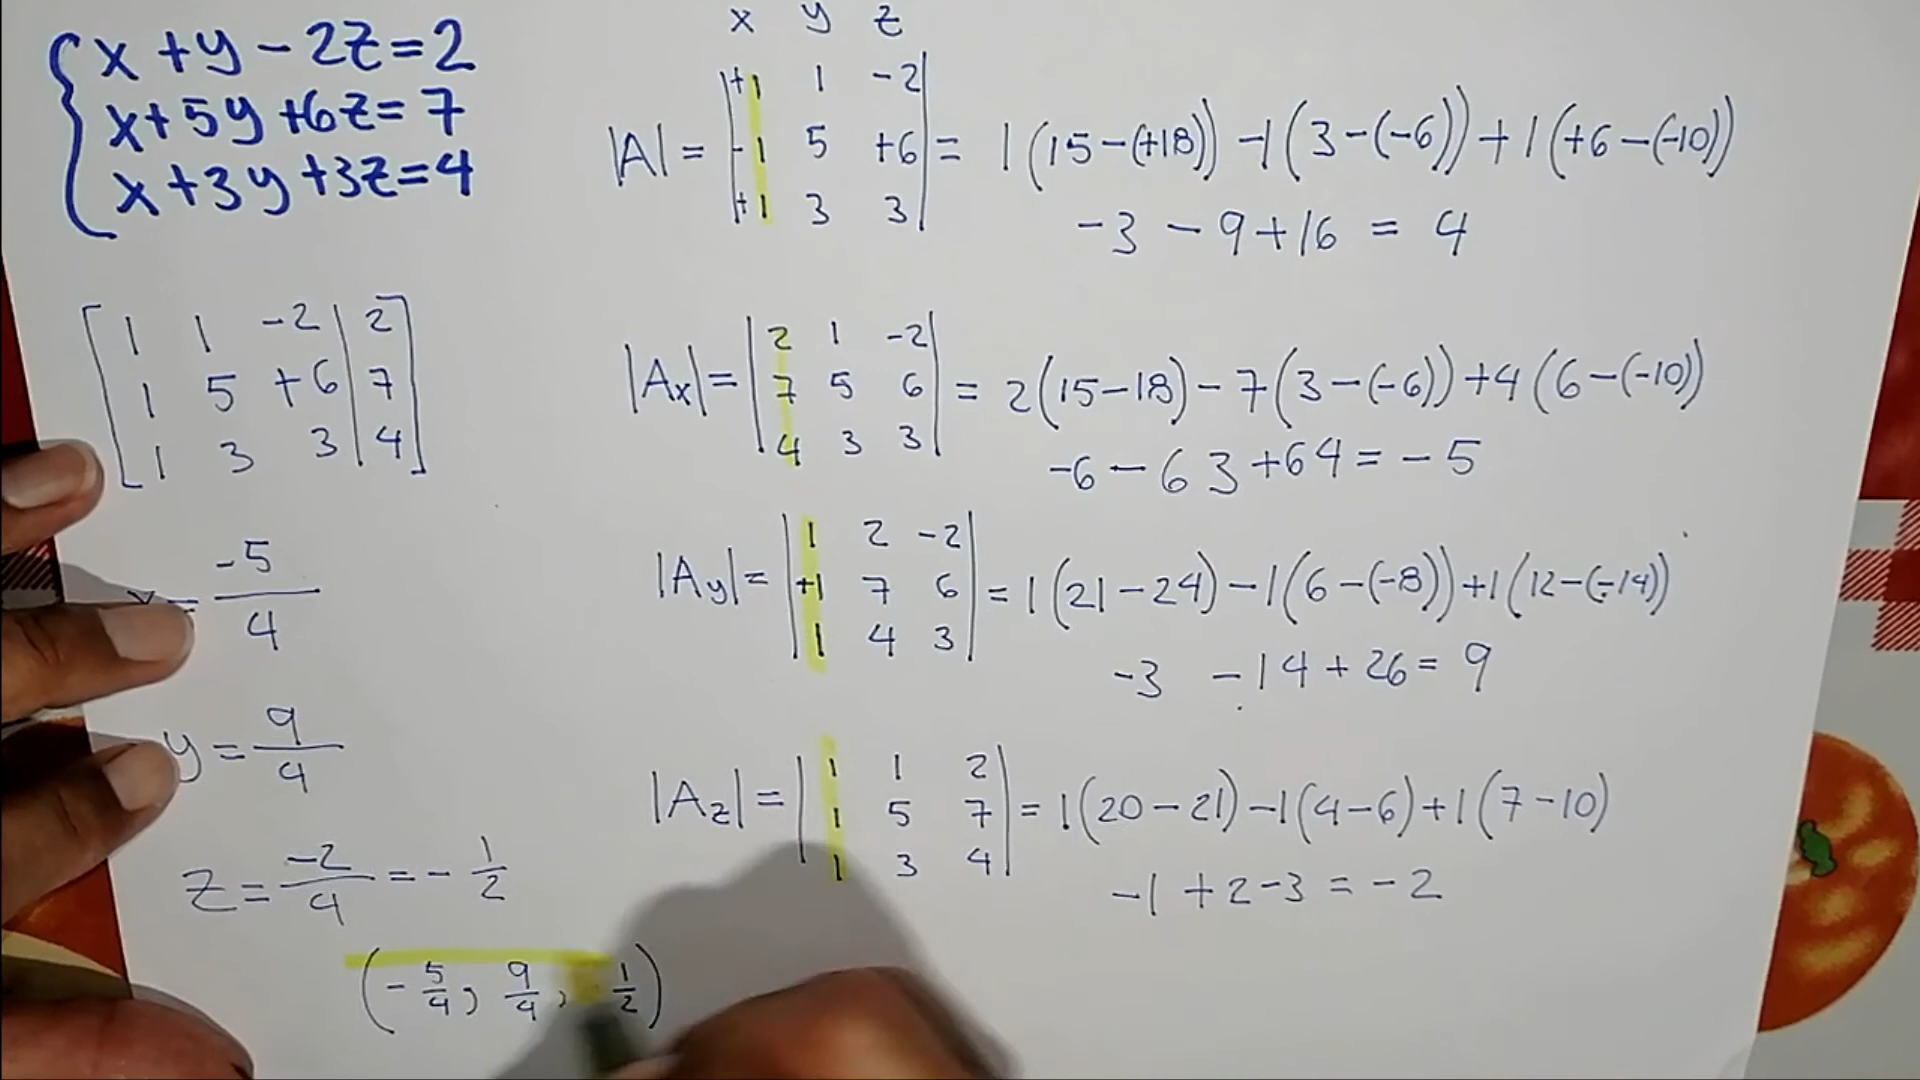 x + y - 2z = 2
x + 5y + 6z = 7
x + 3y + 3z = 4
1 1 -2 | 2
1 5 +6 | 7
1 3 3 | 4
= -5/4
y = 9/4
z = -2/4 = - 1/2
(- 5/4, 9/4, 1/2)
x y z
|A| = | +1 1 -2 |
| -1 5 +6 | = 1(15-(+18)) -1(3-(-6)) + 1(+6-(-10))
| +1 3 3 |
-3 - 9 + 16 = 4
|Ax| = | 2 1 -2 |
| 7 5 6 | = 2(15-18) - 7(3-(-6)) + 4(6-(-10))
| 4 3 3 |
-6 - 63 + 64 = -5
|Ay| = | 1 2 -2 |
| +1 7 6 | = 1(21-24) - 1(6-(-8)) + 1(12-(-14))
| 1 4 3 |
-3 - 14 + 26 = 9
|Az| = | 1 1 2 |
| 1 5 7 | = 1(20-21) - 1(4-6) + 1(7-10)
| 1 3 4 |
-1 + 2 - 3 = -2